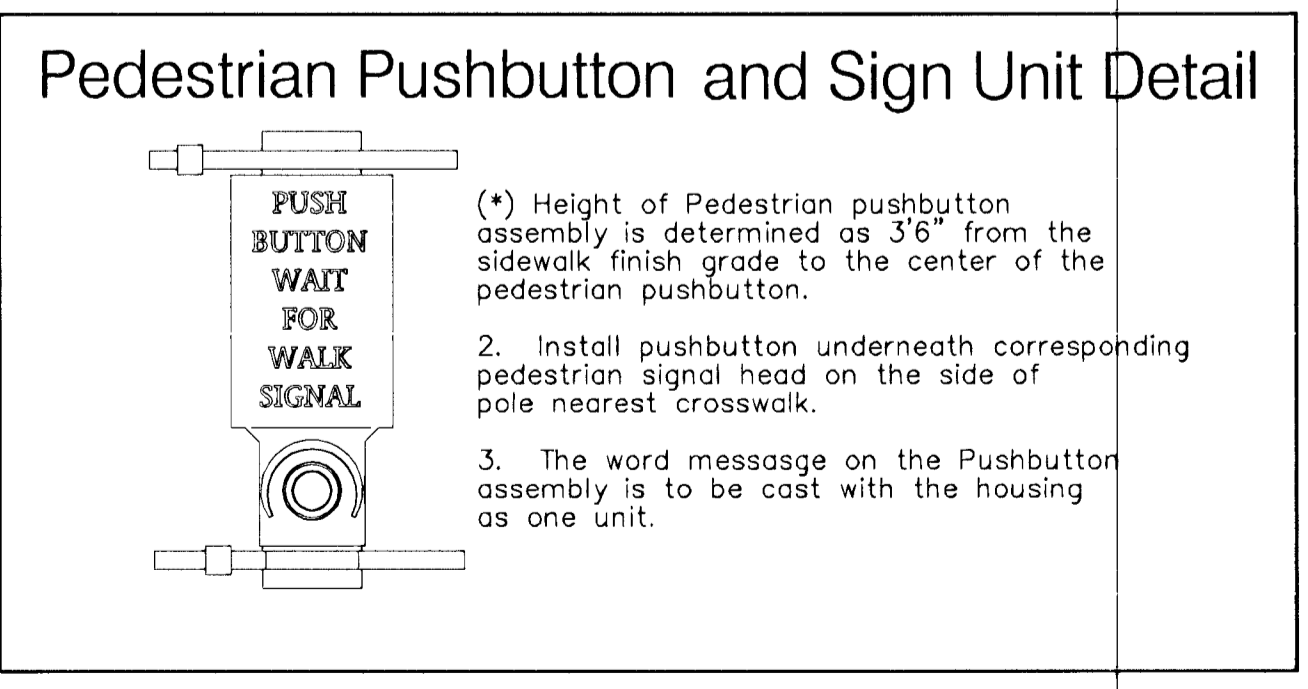 Pedestrian Pushbutton and Sign Unit Detail
PUSH
BUTTON
WAIT
FOR
WALK
SIGNAL
(*) Height of Pedestrian pushbutton
assembly is determined as 3'6" from the
sidewalk finish grade to the center of the
pedestrian pushbutton.
2. Install pushbutton underneath corresponding
pedestrian signal head on the side of
pole nearest crosswalk.
3. The word messasge on the Pushbutton
assembly is to be cast with the housing
as one unit.